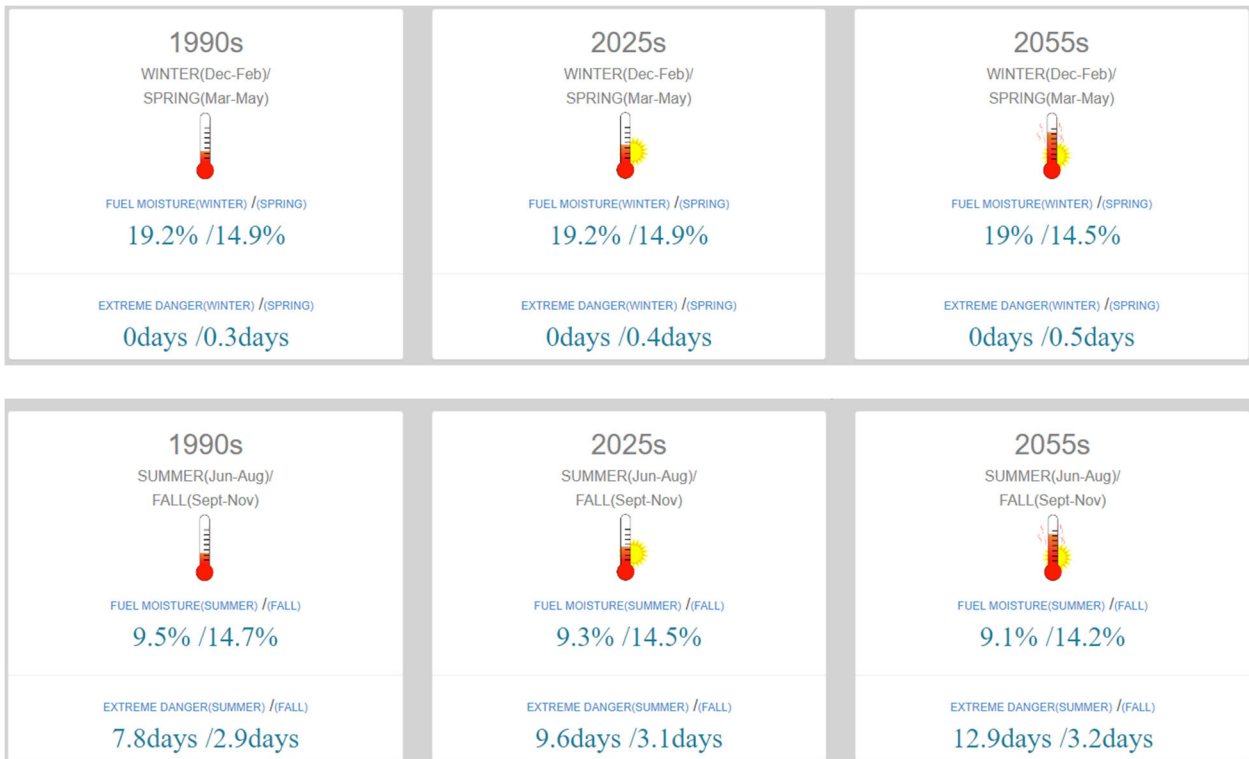 1990s
WINTER(Dec-Feb)/
SPRING(Mar-May)
FUEL MOISTURE(WINTER) /(SPRING)
19.2% /14.9%
EXTREME DANGER(WINTER) /(SPRING)
0days /0.3days
2025s
WINTER(Dec-Feb)/
SPRING(Mar-May)
FUEL MOISTURE(WINTER) /(SPRING)
19.2% /14.9%
EXTREME DANGER(WINTER) /(SPRING)
0days /0.4days
2055s
WINTER(Dec-Feb)/
SPRING(Mar-May)
FUEL MOISTURE(WINTER) /(SPRING)
19% /14.5%
EXTREME DANGER(WINTER) /(SPRING)
0days /0.5days
1990s
SUMMER(Jun-Aug)/
FALL(Sept-Nov)
FUEL MOISTURE(SUMMER) /(FALL)
9.5% /14.7%
EXTREME DANGER(SUMMER) /(FALL)
7.8days /2.9days
2025s
SUMMER(Jun-Aug)/
FALL(Sept-Nov)
FUEL MOISTURE(SUMMER) /(FALL)
9.3% /14.5%
EXTREME DANGER(SUMMER) /(FALL)
9.6days /3.1days
2055s
SUMMER(Jun-Aug)/
FALL(Sept-Nov)
FUEL MOISTURE(SUMMER) /(FALL)
9.1% /14.2%
EXTREME DANGER(SUMMER) /(FALL)
12.9days /3.2days